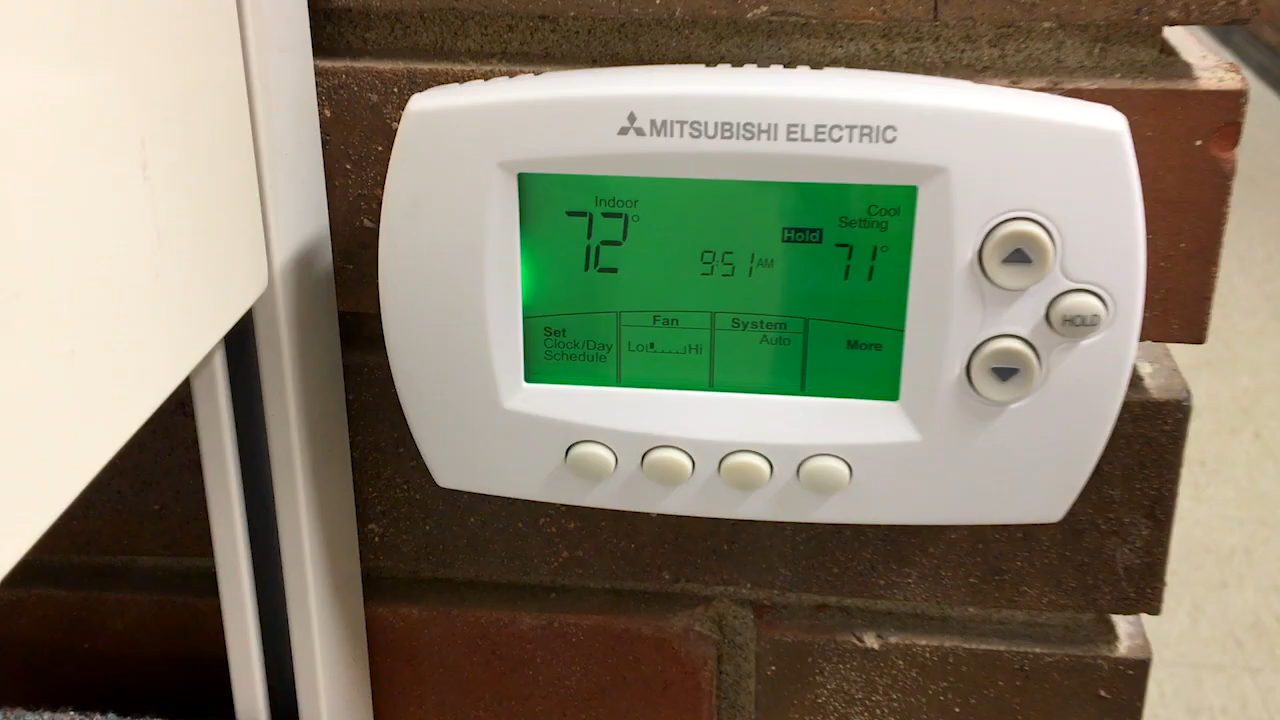 MITSUBISHI ELECTRIC
Indoor
72°
Cool
Setting
Hold
9:51 AM
71°
HOLD
Set
Clock/Day
Schedule
Fan
Lo Hi
System
Auto
More